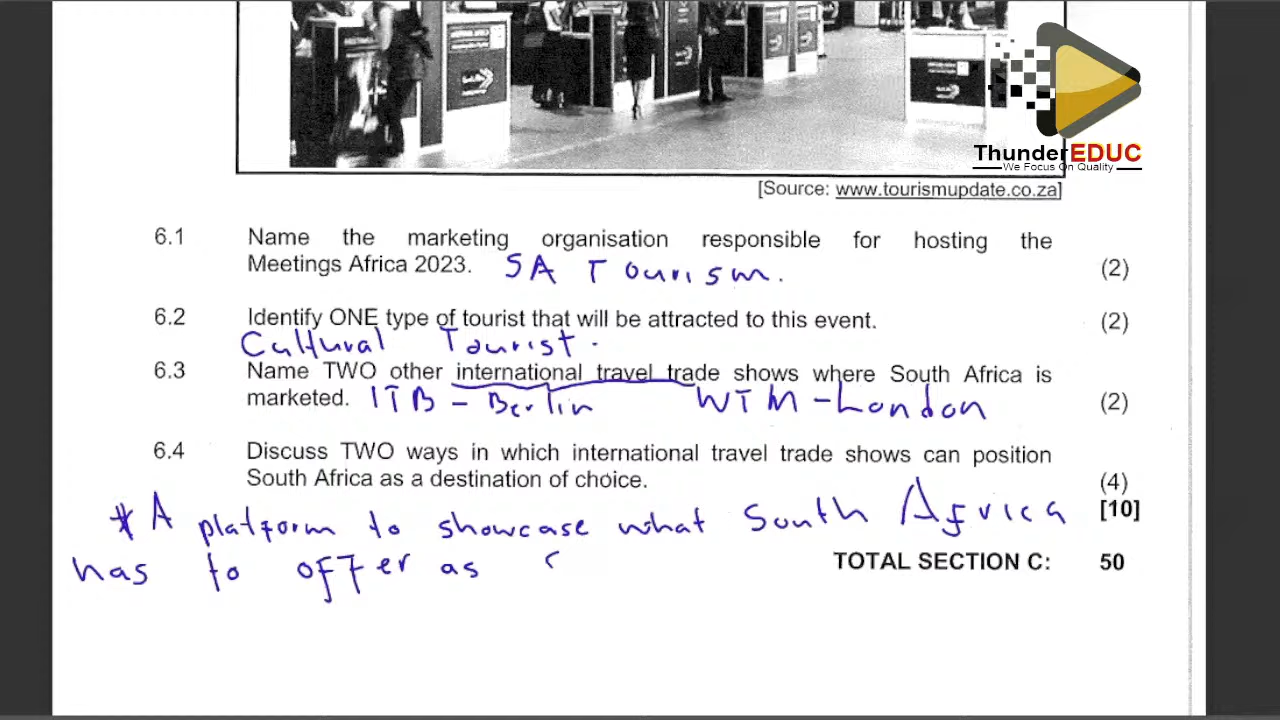 ThunderEDUC
We Focus On Quality
[Source: www.tourismupdate.co.za]
6.1 Name the marketing organisation responsible for hosting the
Meetings Africa 2023. SA Tourism. (2)
6.2 Identify ONE type of tourist that will be attracted to this event. (2)
Cultural Tourist.
6.3 Name TWO other international travel trade shows where South Africa is
marketed. ITB - Berlin WTM - London (2)
6.4 Discuss TWO ways in which international travel trade shows can position
South Africa as a destination of choice. (4)
* A platform to showcase what South Africa [10]
has to offer as
TOTAL SECTION C: 50